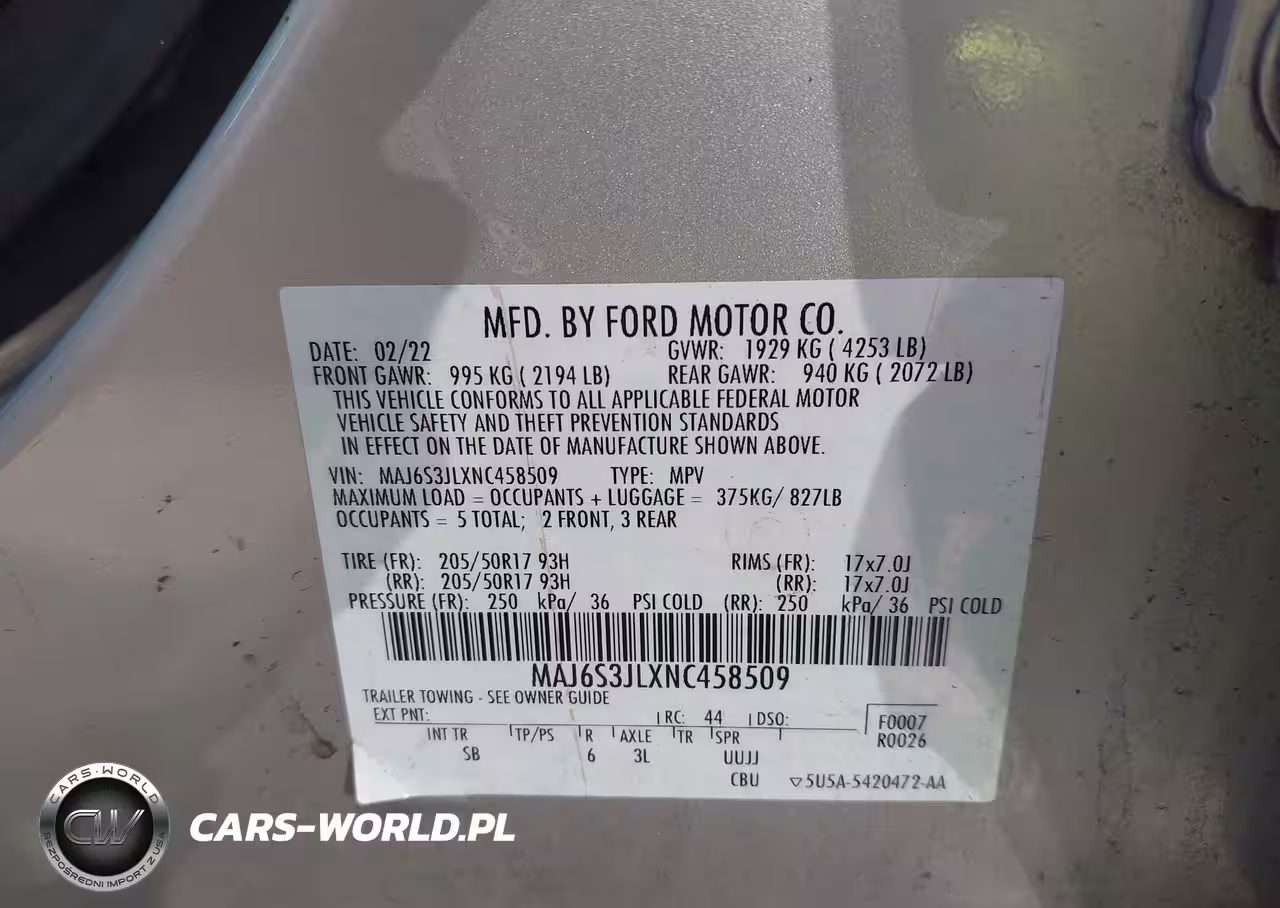 MFD. BY FORD MOTOR CO.
DATE: 02/22 GVWR: 1929 KG ( 4253 LB)
FRONT GAWR: 995 KG ( 2194 LB) REAR GAWR: 940 KG ( 2072 LB)
THIS VEHICLE CONFORMS TO ALL APPLICABLE FEDERAL MOTOR
VEHICLE SAFETY AND THEFT PREVENTION STANDARDS
IN EFFECT ON THE DATE OF MANUFACTURE SHOWN ABOVE.
VIN: MAJ6S3JLXNC458509 TYPE: MPV
MAXIMUM LOAD = OCCUPANTS + LUGGAGE = 375KG/ 827LB
OCCUPANTS = 5 TOTAL; 2 FRONT, 3 REAR
TIRE (FR): 205/50R17 93H RIMS (FR): 17x7.0J
(RR): 205/50R17 93H (RR): 17x7.0J
PRESSURE (FR): 250 kPa/ 36 PSI COLD (RR): 250 kPa/ 36 PSI COLD
MAJ6S3JLXNC458509
TRAILER TOWING - SEE OWNER GUIDE
EXT PNT: RC: 44 DSO: F0007
INT TR TP/PS R AXLE TR SPR R0026
SB 6 3L UUJJ
CBU ▽5U5A-5420472-AA
CARS-WORLD
CW
BEZPOŚREDNI IMPORT Z USA
CARS-WORLD.PL